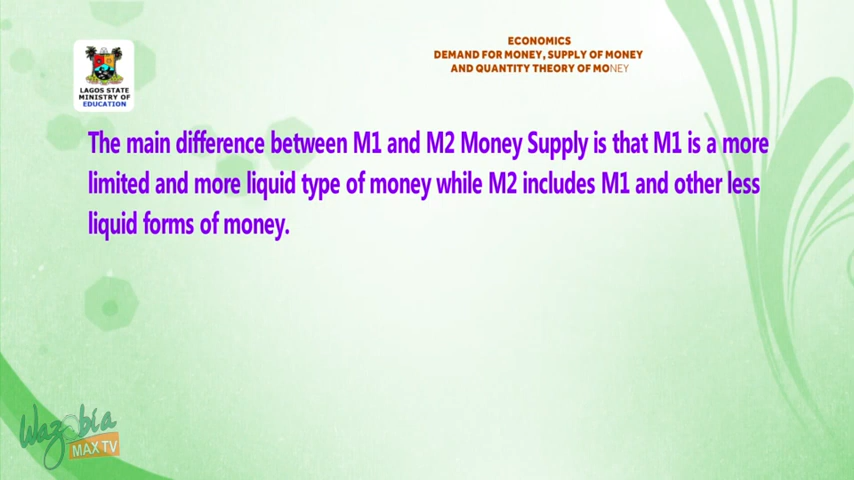 ECONOMICS
DEMAND FOR MONEY, SUPPLY OF MONEY
AND QUANTITY THEORY OF MONEY
LAGOS STATE
MINISTRY OF
EDUCATION
The main difference between M1 and M2 Money Supply is that M1 is a more
limited and more liquid type of money while M2 includes M1 and other less
liquid forms of money.
Wazobia
MAX TV